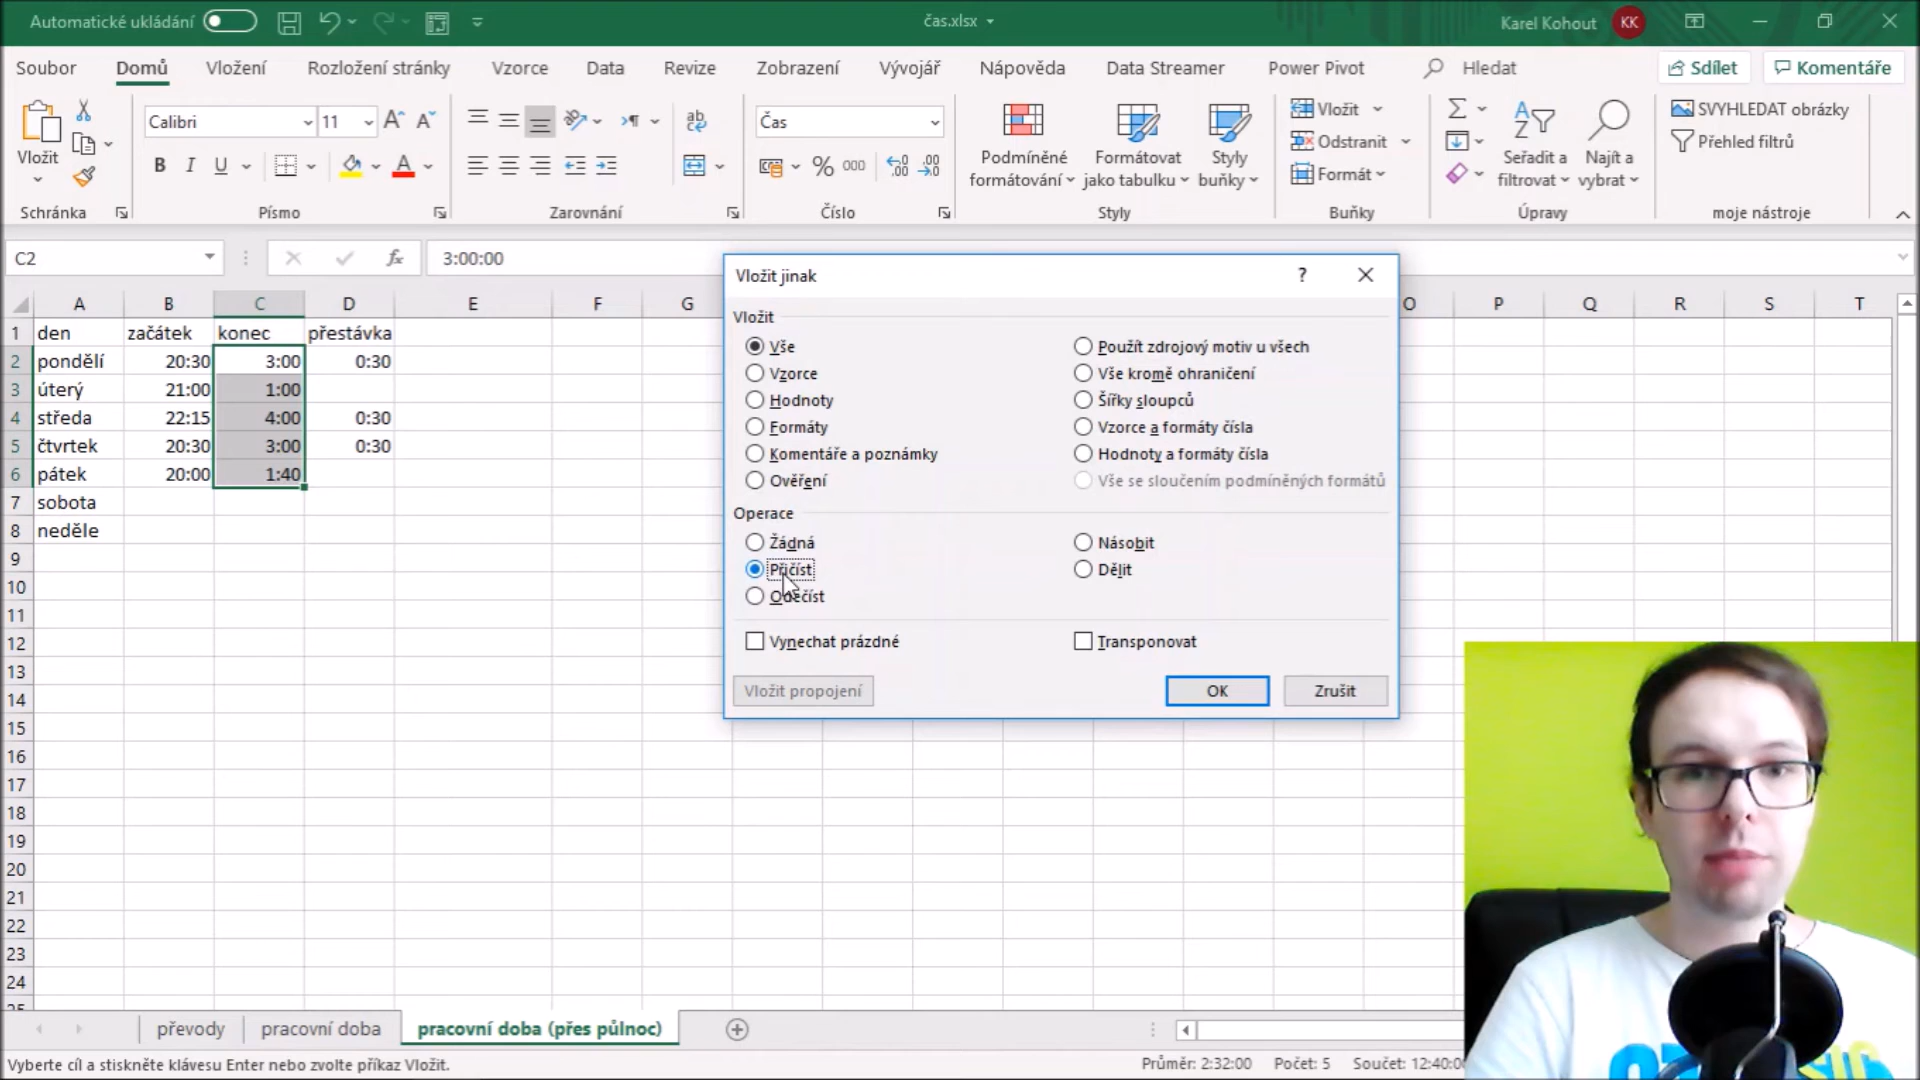 Automatické ukládání
čas.xlsx
Karel Kohout
KK
Soubor
Domů
Vložení
Rozložení stránky
Vzorce
Data
Revize
Zobrazení
Vývojář
Nápověda
Data Streamer
Power Pivot
Hledat
Sdílet
Komentáře
Vložit
Schránka
Calibri
11
B
I
U
Písmo
Zarovnání
Čas
% 000
Číslo
Podmíněné
formátování
Formátovat
jako tabulku
Styly
buňky
Styly
Vložit
Odstranit
Formát
Buňky
Seřadit a
filtrovat
Najít a
vybrat
Úpravy
SVYHLEDAT obrázky
Přehled filtrů
moje nástroje
C2
fx
3:00:00
A B C D E F G O P Q R S T
1 den začátek konec přestávka
2 pondělí 20:30 3:00 0:30
3 úterý 21:00 1:00
4 středa 22:15 4:00 0:30
5 čtvrtek 20:30 3:00 0:30
6 pátek 20:00 1:40
7 sobota
8 neděle
9
10
11
12
13
14
15
16
17
18
19
20
21
22
23
24
25
Vložit jinak
?
Vložit
Vše
Použít zdrojový motiv u všech
Vzorce
Vše kromě ohraničení
Hodnoty
Šířky sloupců
Formáty
Vzorce a formáty čísla
Komentáře a poznámky
Hodnoty a formáty čísla
Ověření
Vše se sloučením podmíněných formátů
Operace
Žádná
Násobit
Přičíst
Dělit
Odečíst
Vynechat prázdné
Transponovat
Vložit propojení
OK
Zrušit
převody
pracovní doba
pracovní doba (přes půlnoc)
Vyberte cíl a stiskněte klávesu Enter nebo zvolte příkaz Vložit.
Průměr: 2:32:00
Počet: 5
Součet: 12:40:0